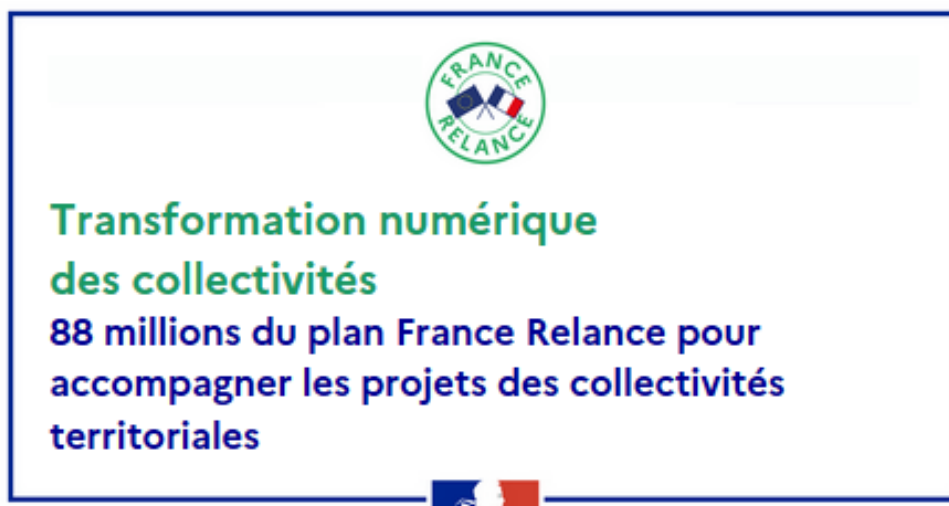 FRANCE
RELANCE
Transformation numérique
des collectivités
88 millions du plan France Relance pour
accompagner les projets des collectivités
territoriales